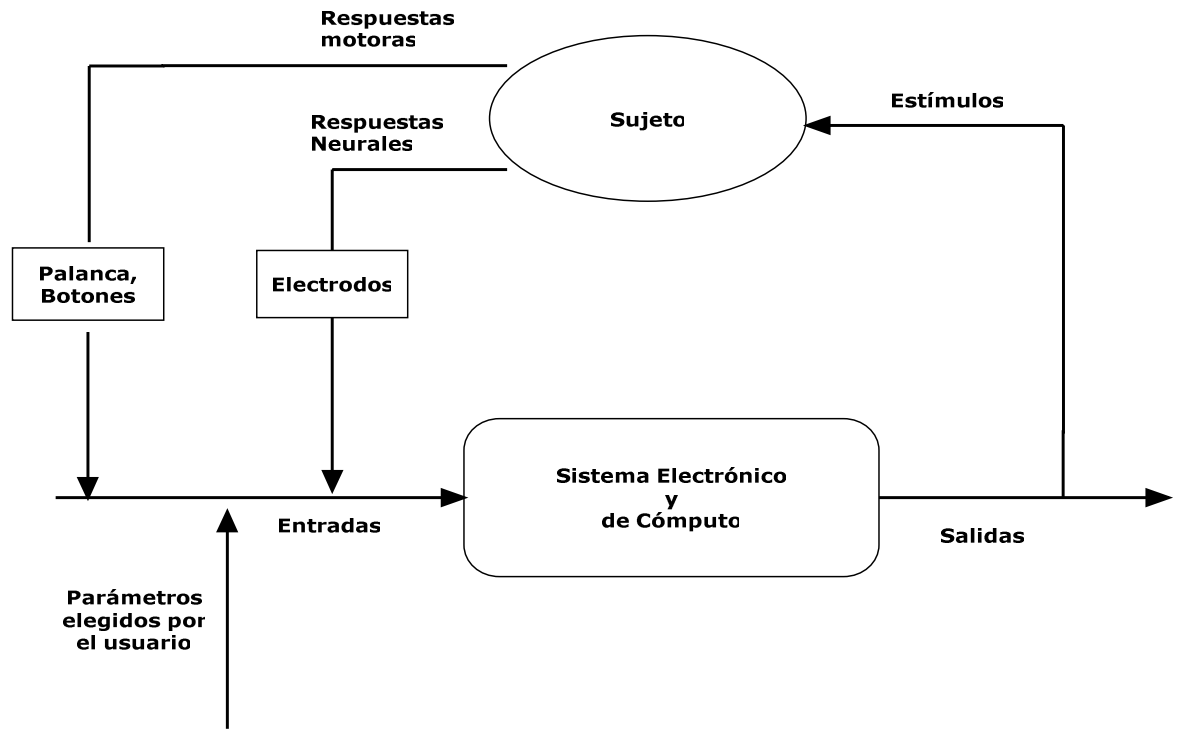 Respuestas
motoras
Estímulos
Sujeto
Respuestas
Neurales
Palanca,
Botones
Electrodos
Sistema Electrónico
y
de Cómputo
Entradas
Salidas
Parámetros
elegidos por
el usuario